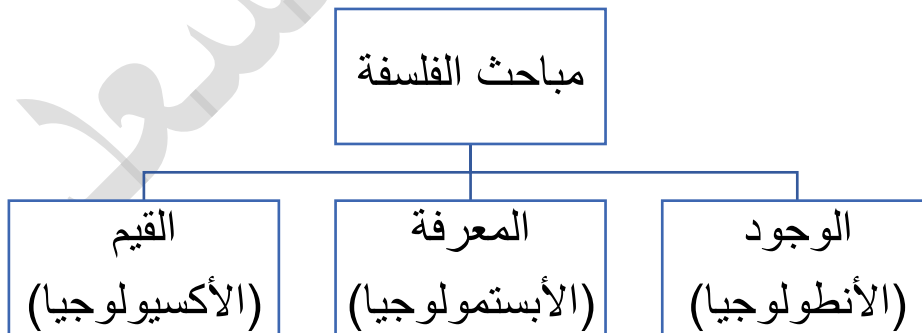 مباحث الفلسفة
الوجود
(الأنطولوجيا)
المعرفة
(الأبستمولوجيا)
القيم
(الأكسيولوجيا)